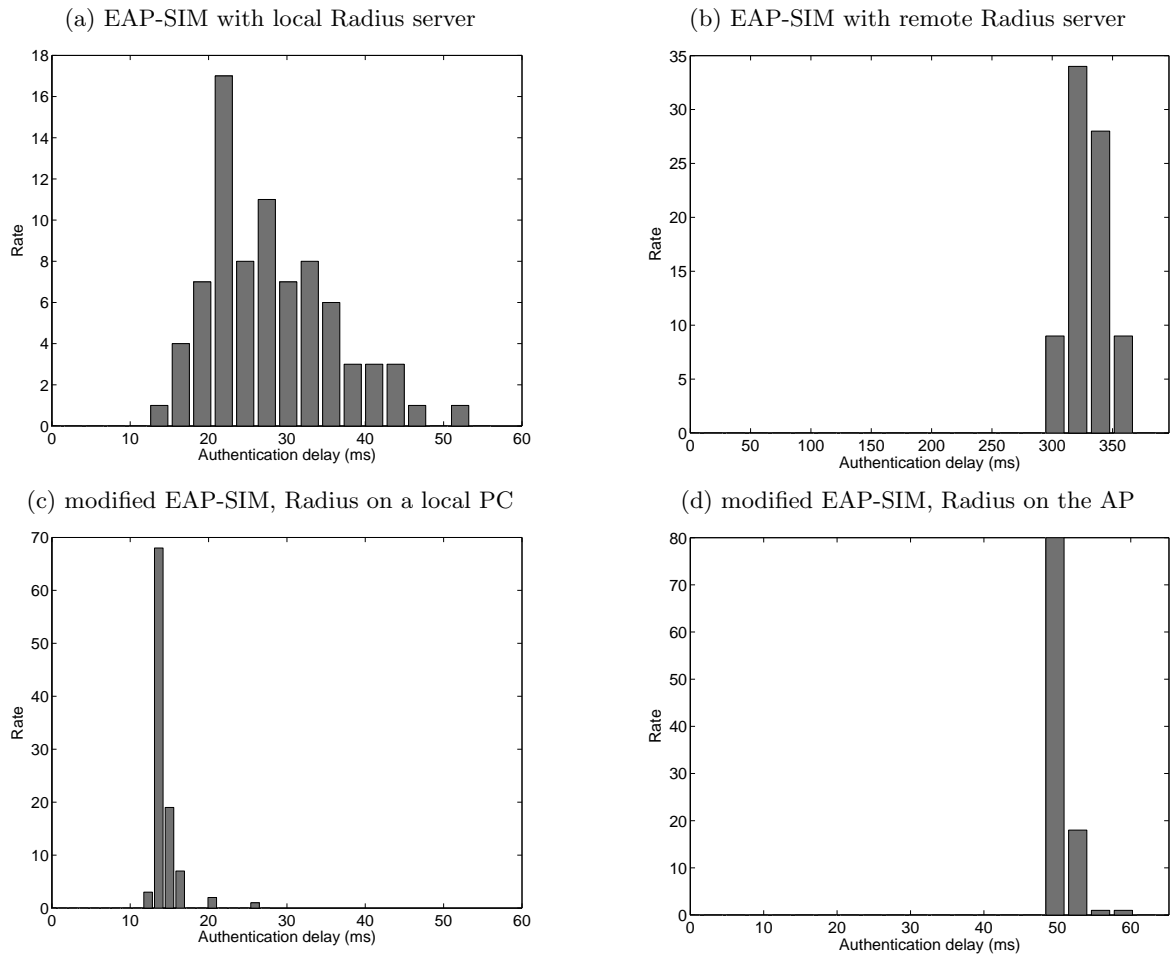 (a) EAP-SIM with local Radius server
18
16
14
12
10
8
6
4
2
0
Rate
0 10 20 30 40 50 60
Authentication delay (ms)
(b) EAP-SIM with remote Radius server
35
30
25
20
15
10
5
0
Rate
0 50 100 150 200 250 300 350
Authentication delay (ms)
(c) modified EAP-SIM, Radius on a local PC
70
60
50
40
30
20
10
0
Rate
0 10 20 30 40 50 60
Authentication delay (ms)
(d) modified EAP-SIM, Radius on the AP
80
70
60
50
40
30
20
10
0
Rate
0 10 20 30 40 50 60
Authentication delay (ms)